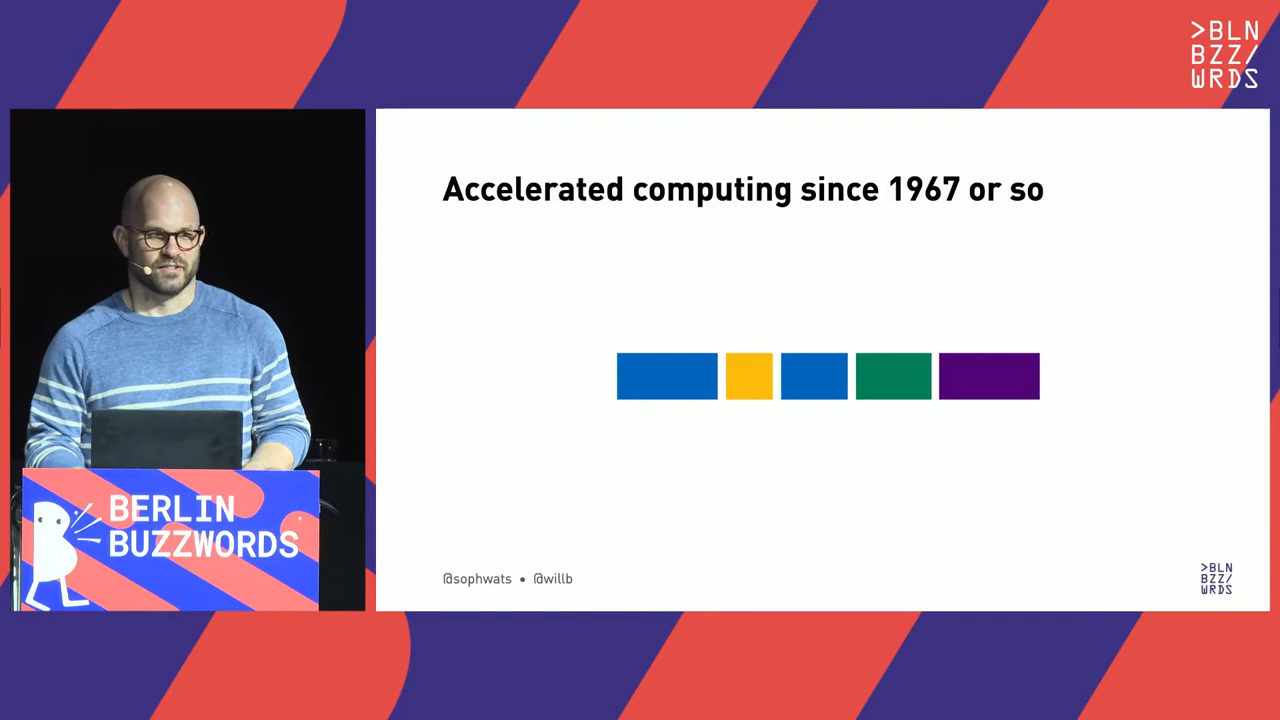 >BLN
BZZ/
WRDS
Accelerated computing since 1967 or so
BERLIN
BUZZWORDS
@sophwats • @willb
>BLN
BZZ/
WRDS